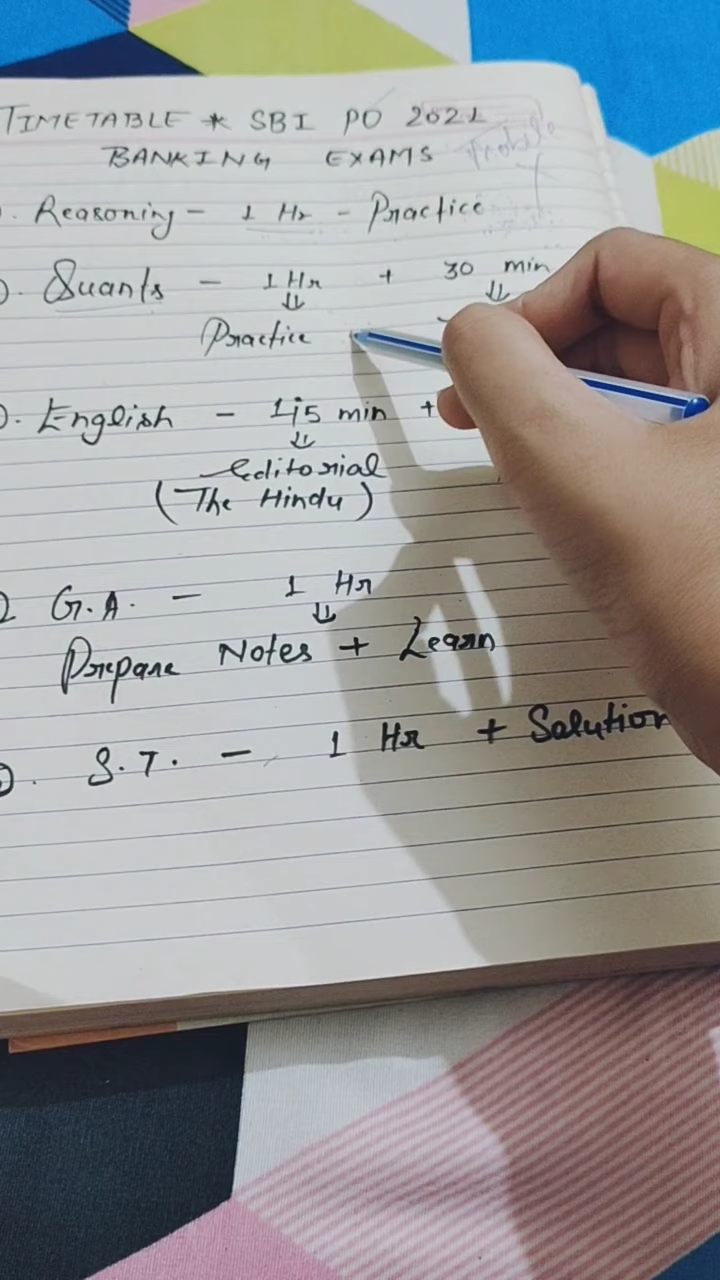 TIMETABLE * SBI PO 2021
BANKING EXAMS
. Reasoning - 1 Hr - Practice
). Quants - 1 Hr + 30 min
⇓ ⇓
Practice
). English - 15 min +
⇓
Editorial
(The Hindu)
G.A. - 1 Hr
⇓
Prepare Notes + Learn
). S.T. - 1 Hr + Solution